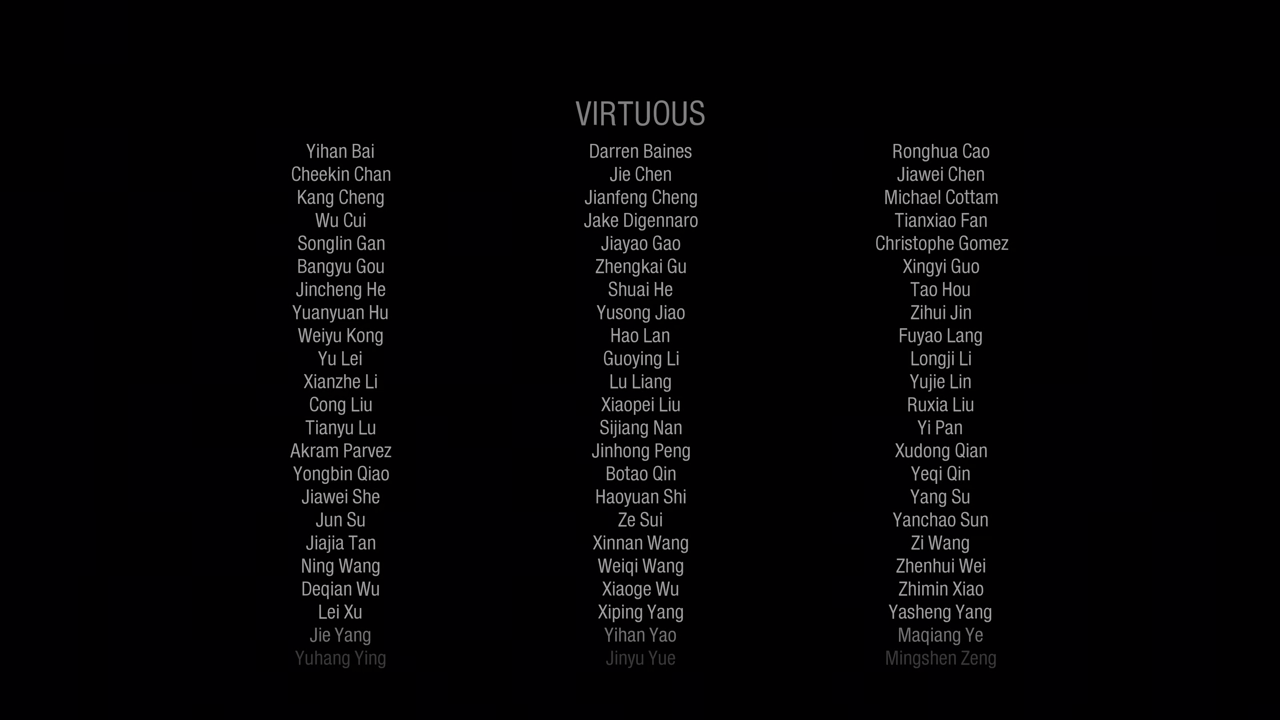 VIRTUOUS
Yihan Bai Darren Baines Ronghua Cao
Cheekin Chan Jie Chen Jiawei Chen
Kang Cheng Jianfeng Cheng Michael Cottam
Wu Cui Jake Digennaro Tianxiao Fan
Songlin Gan Jiayao Gao Christophe Gomez
Bangyu Gou Zhengkai Gu Xingyi Guo
Jincheng He Shuai He Tao Hou
Yuanyuan Hu Yusong Jiao Zihui Jin
Weiyu Kong Hao Lan Fuyao Lang
Yu Lei Guoying Li Longji Li
Xianzhe Li Lu Liang Yujie Lin
Cong Liu Xiaopei Liu Ruxia Liu
Tianyu Lu Sijiang Nan Yi Pan
Akram Parvez Jinhong Peng Xudong Qian
Yongbin Qiao Botao Qin Yeqi Qin
Jiawei She Haoyuan Shi Yang Su
Jun Su Ze Sui Yanchao Sun
Jiajia Tan Xinnan Wang Zi Wang
Ning Wang Weiqi Wang Zhenhui Wei
Deqian Wu Xiaoge Wu Zhimin Xiao
Lei Xu Xiping Yang Yasheng Yang
Jie Yang Yihan Yao Maqiang Ye
Yuhang Ying Jinyu Yue Mingshen Zeng